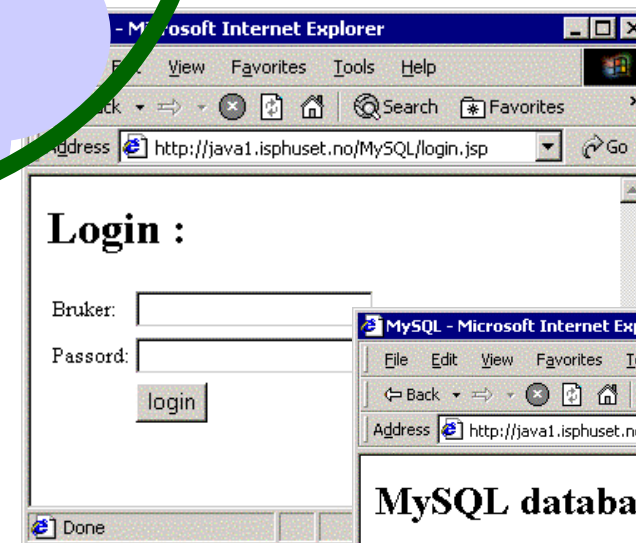 - Microsoft Internet Explorer
View Favorites Tools Help
Search Favorites
Address http://java1.isphuset.no/MySQL/login.jsp Go
Login :
Bruker:
Passord:
login
Done
MySQL - Microsoft Internet Exp
File Edit View Favorites
Back
Address http://java1.isphuset.n
MySQL databa